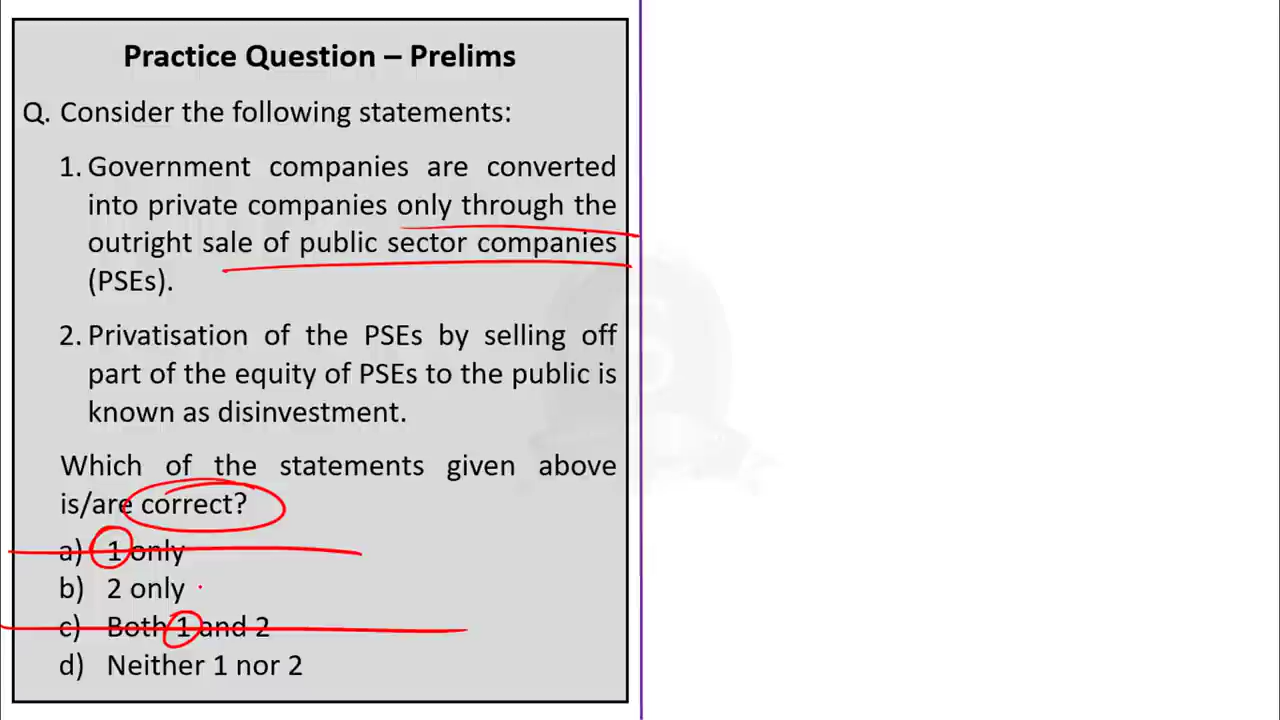 Practice Question – Prelims
Q. Consider the following statements:
1. Government companies are converted
into private companies only through the
outright sale of public sector companies
(PSEs).
2. Privatisation of the PSEs by selling off
part of the equity of PSEs to the public is
known as disinvestment.
Which of the statements given above
is/are correct?
a) 1 only
b) 2 only
c) Both 1 and 2
d) Neither 1 nor 2